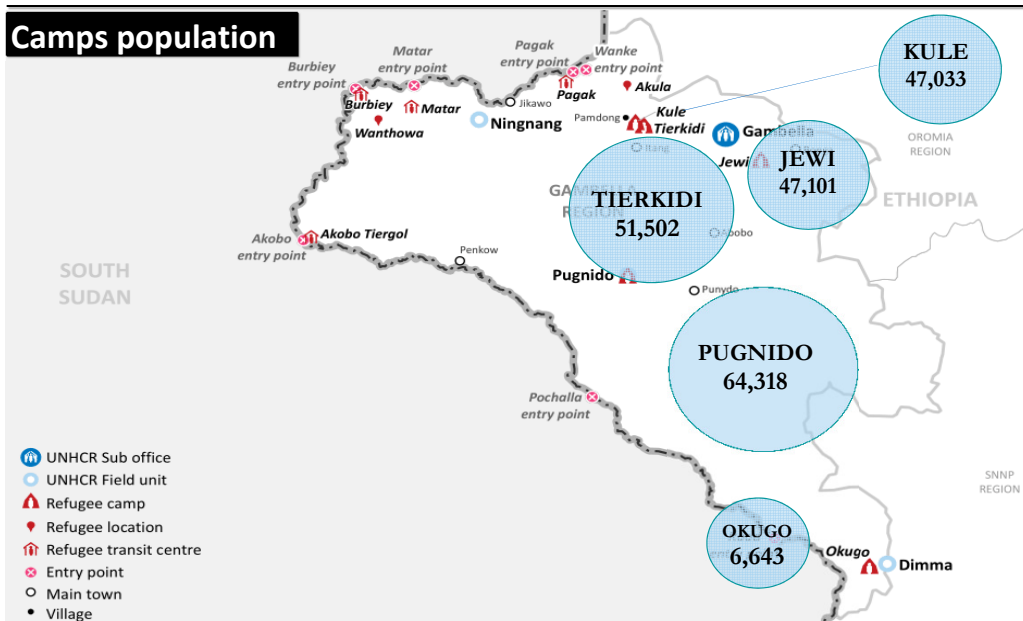 Camps population
Burbiey
entry point
Matar
entry point
Pagak
entry point
Wanke
entry point
KULE
47,033
Burbiey
Matar
Wanthowa
Jikawo
Ningnang
Pagak
Akula
Pamdong
Kule
Tierkidi
Itang
Gambella
Jewi
JEWI
47,101
OROMIA
REGION
ETHIOPIA
GAMBELLA
REGION
TIERKIDI
51,502
Abobo
Akobo
entry point
Akobo Tiergol
Penkow
Pugnido
Punydo
SOUTH
SUDAN
PUGNIDO
64,318
Pochalla
entry point
SNNP
REGION
OKUGO
6,643
Okugo
Dimma
UNHCR Sub office
UNHCR Field unit
Refugee camp
Refugee location
Refugee transit centre
Entry point
Main town
Village